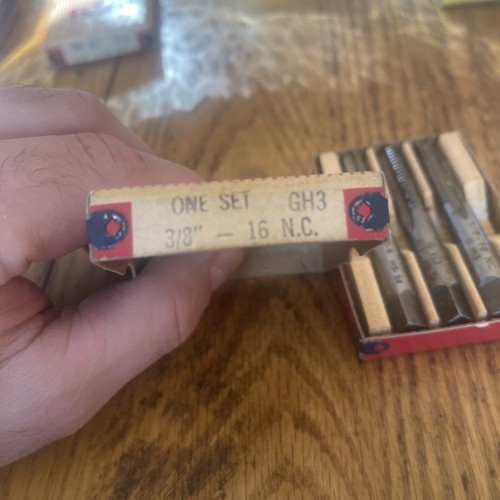 ONE SET GH3
3/8" — 16 N.C.